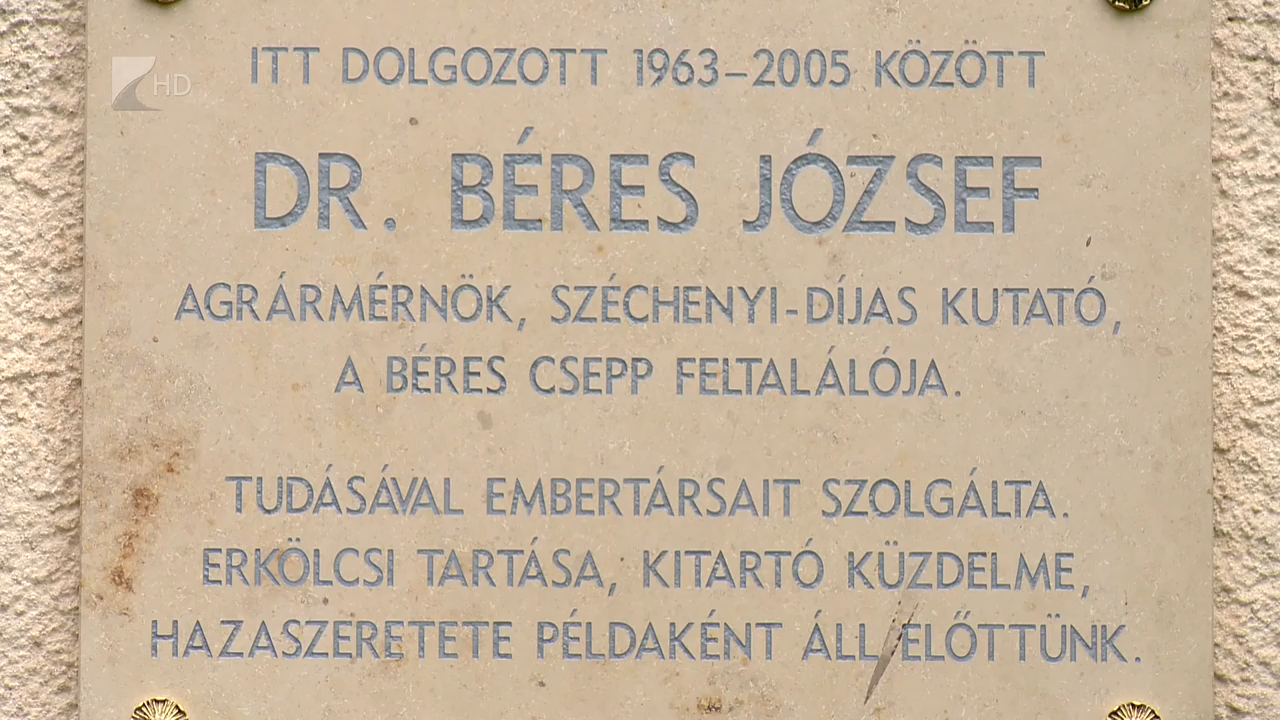 ITT DOLGOZOTT 1963–2005 KÖZÖTT
HD
DR. BÉRES JÓZSEF
AGRÁRMÉRNÖK, SZÉCHENYI-DÍJAS KUTATÓ,
A BÉRES CSEPP FELTALÁLÓJA.
TUDÁSÁVAL EMBERTÁRSAIT SZOLGÁLTA.
ERKÖLCSI TARTÁSA, KITARTÓ KÜZDELME,
HAZASZERETETE PÉLDAKÉNT ÁLL ELŐTTÜNK.